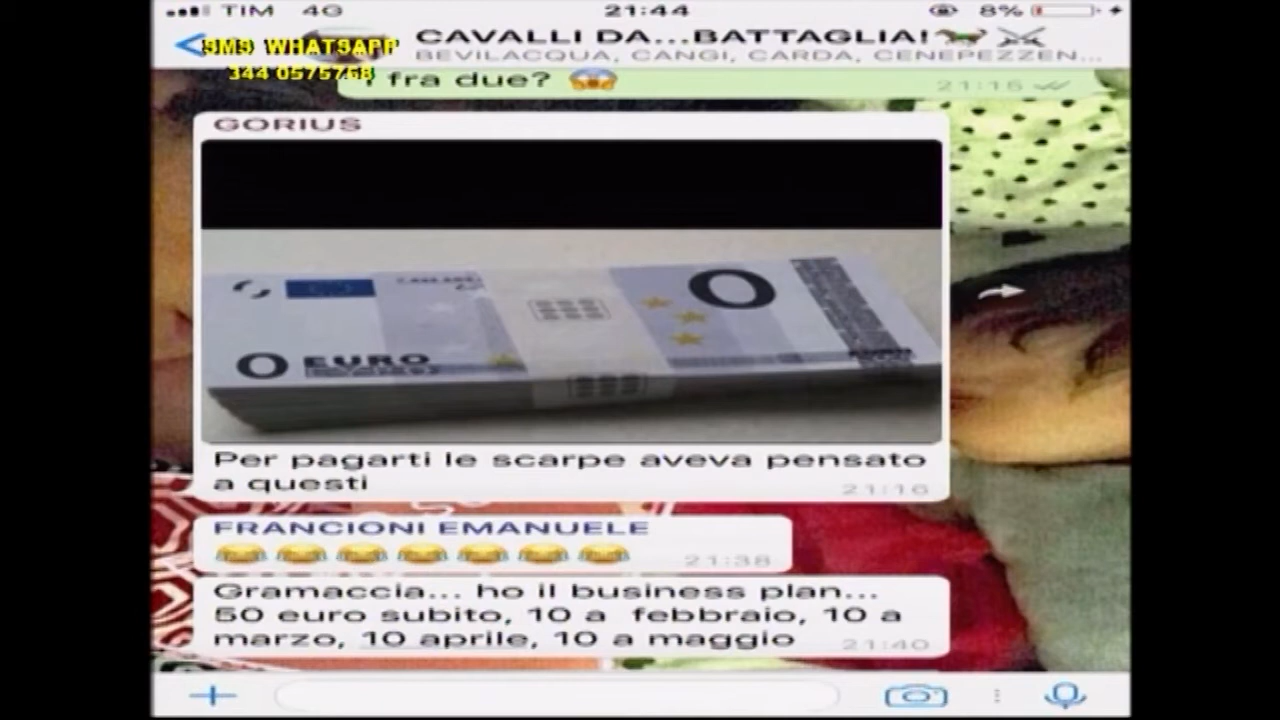 TIM 4G 21:44 8%
SMS WHATSAPP
344 0575768
CAVALLI DA...BATTAGLIA!
BEVILACQUA, CANGI, CARDA, CENEPEZZEN...
fra due? 😱 21:15
GORIUS
0
0 EURO
Per pagarti le scarpe aveva pensato
a questi
21:16
FRANCIONI EMANUELE
😂😂😂😂😂😂😂 21:38
Gramaccia... ho il business plan...
50 euro subito, 10 a febbraio, 10 a
marzo, 10 aprile, 10 a maggio 21:40